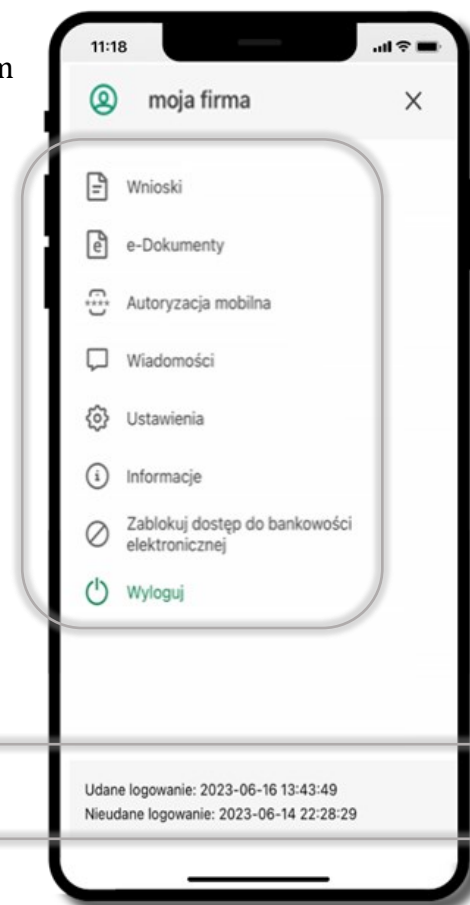 11:18
moja firma
Wnioski
e-Dokumenty
Autoryzacja mobilna
Wiadomości
Ustawienia
Informacje
Zablokuj dostęp do bankowości
elektronicznej
Wyloguj
Udane logowanie: 2023-06-16 13:43:49
Nieudane logowanie: 2023-06-14 22:28:29